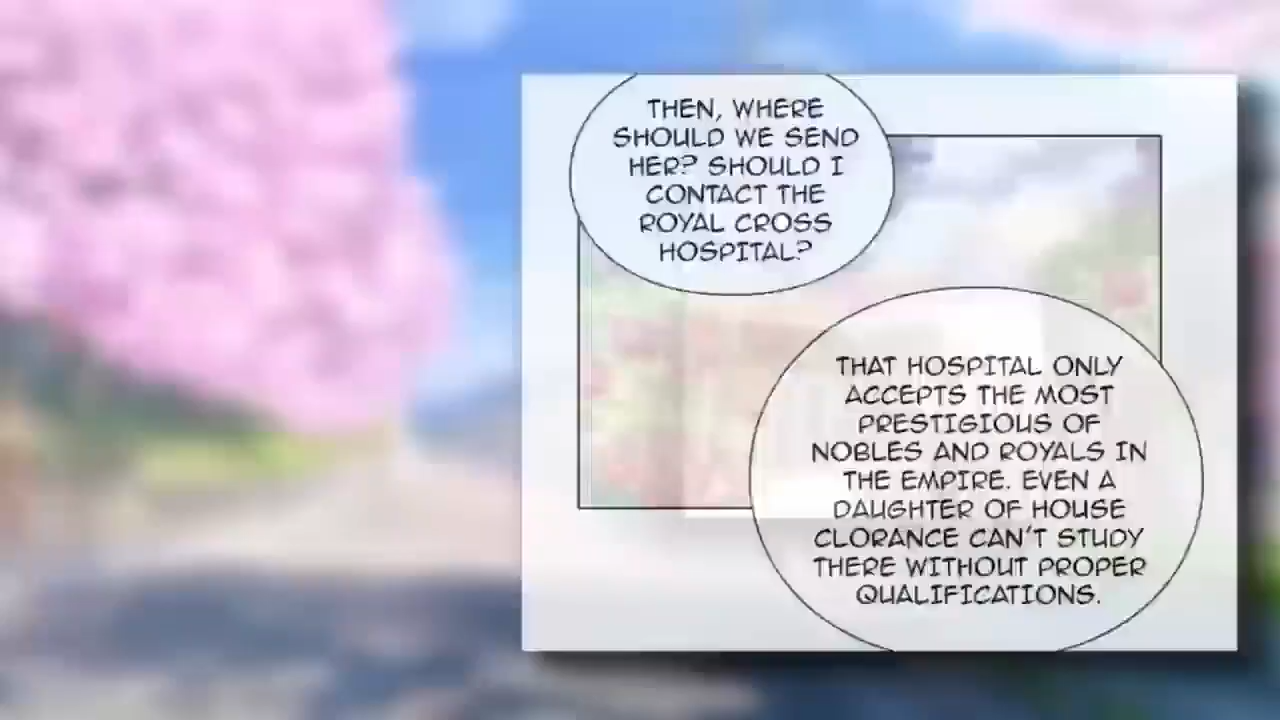 THEN, WHERE
SHOULD WE SEND
HER? SHOULD I
CONTACT THE
ROYAL CROSS
HOSPITAL?
THAT HOSPITAL ONLY
ACCEPTS THE MOST
PRESTIGIOUS OF
NOBLES AND ROYALS IN
THE EMPIRE. EVEN A
DAUGHTER OF HOUSE
CLORANCE CAN'T STUDY
THERE WITHOUT PROPER
QUALIFICATIONS.